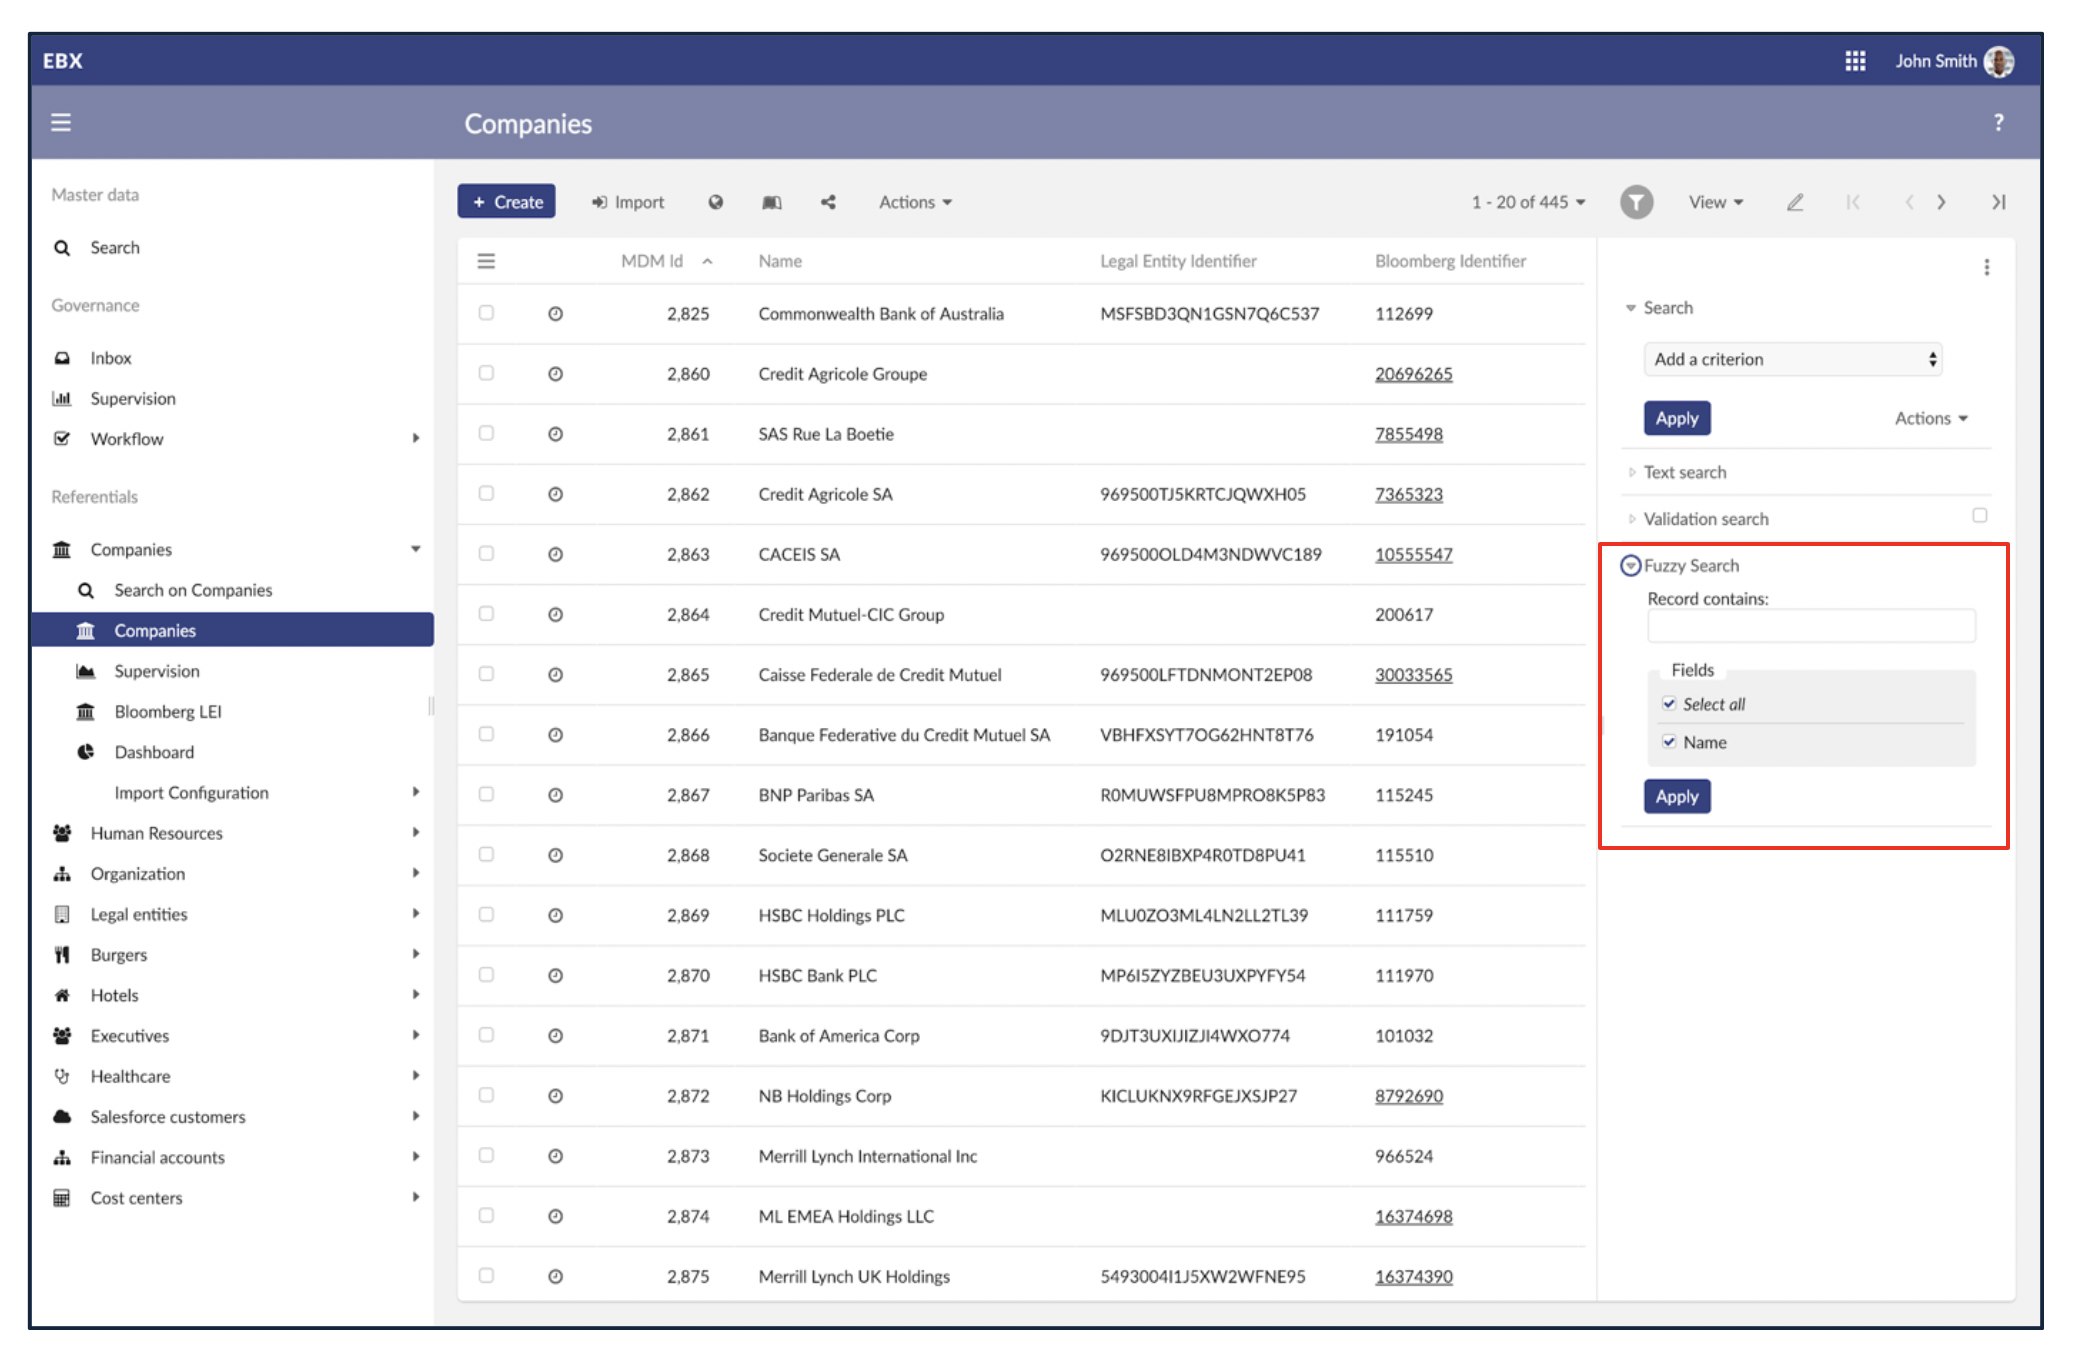 EBX
John Smith
Companies
?
Master data
Search
Governance
Inbox
Supervision
Workflow
Referentials
Companies
Search on Companies
Companies
Supervision
Bloomberg LEI
Dashboard
Import Configuration
Human Resources
Organization
Legal entities
Burgers
Hotels
Executives
Healthcare
Salesforce customers
Financial accounts
Cost centers
+ Create Import Actions 1 - 20 of 445 View
MDM Id Name Legal Entity Identifier Bloomberg Identifier
2,825 Commonwealth Bank of Australia MSFSBD3QN1GSN7Q6C537 112699
2,860 Credit Agricole Groupe 20696265
2,861 SAS Rue La Boetie 7855498
2,862 Credit Agricole SA 969500TJ5KRTCJQWXH05 7365323
2,863 CACEIS SA 969500OLD4M3NDWVC189 10555547
2,864 Credit Mutuel-CIC Group 200617
2,865 Caisse Federale de Credit Mutuel 969500LFTDNMONT2EP08 30033565
2,866 Banque Federative du Credit Mutuel SA VBHFXSYT7OG62HNT8T76 191054
2,867 BNP Paribas SA R0MUWSFPU8MPRO8K5P83 115245
2,868 Societe Generale SA O2RNE8IBXP4R0TD8PU41 115510
2,869 HSBC Holdings PLC MLU0ZO3ML4LN2LL2TL39 111759
2,870 HSBC Bank PLC MP6I5ZYZBEU3UXPYFY54 111970
2,871 Bank of America Corp 9DJT3UXIJIZJI4WXO774 101032
2,872 NB Holdings Corp KICLUKNX9RFGEJXSJP27 8792690
2,873 Merrill Lynch International Inc 966524
2,874 ML EMEA Holdings LLC 16374698
2,875 Merrill Lynch UK Holdings 5493004I1J5XW2WFNE95 16374390
Search
Add a criterion
Apply Actions
Text search
Validation search
Fuzzy Search
Record contains:
Fields
Select all
Name
Apply